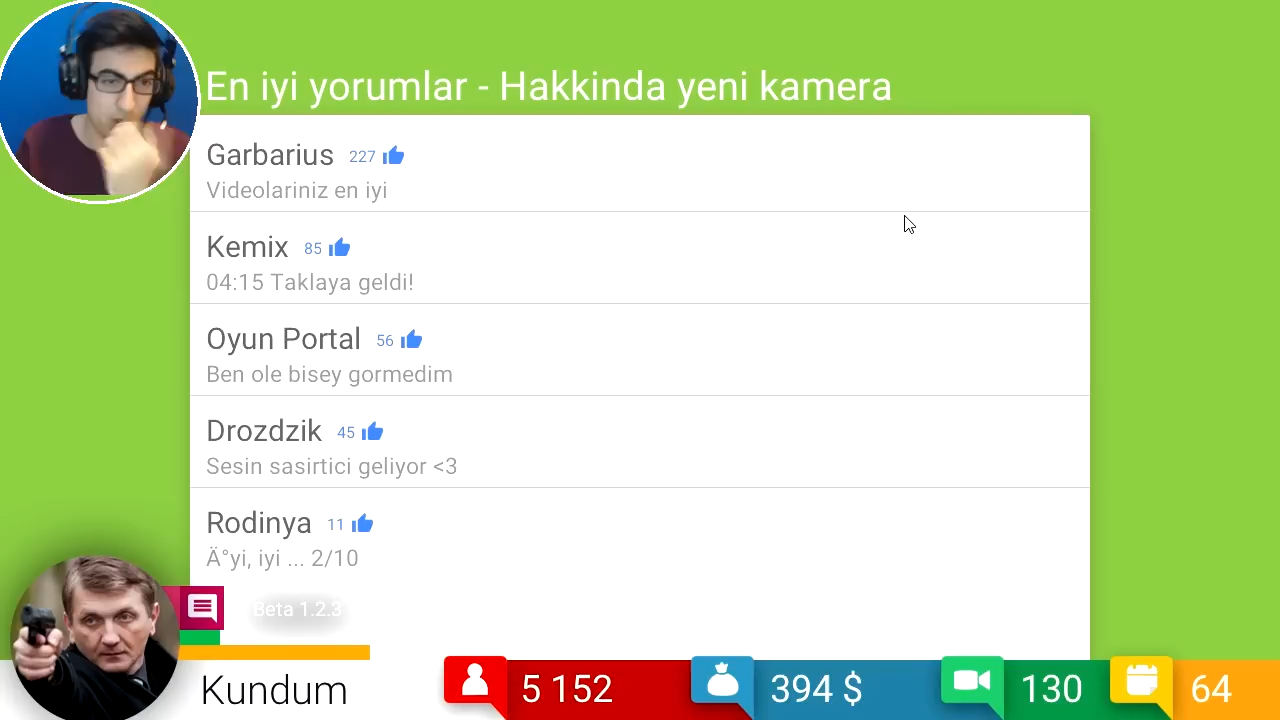 En iyi yorumlar - Hakkinda yeni kamera
Garbarius 227
Videolariniz en iyi
Kemix 85
04:15 Taklaya geldi!
Oyun Portal 56
Ben ole bisey gormedim
Drozdzik 45
Sesin sasirtici geliyor <3
Rodinya 11
Ä°yi, iyi ... 2/10
Beta 1.2.3
Kundum
5 152
394 $
130
64